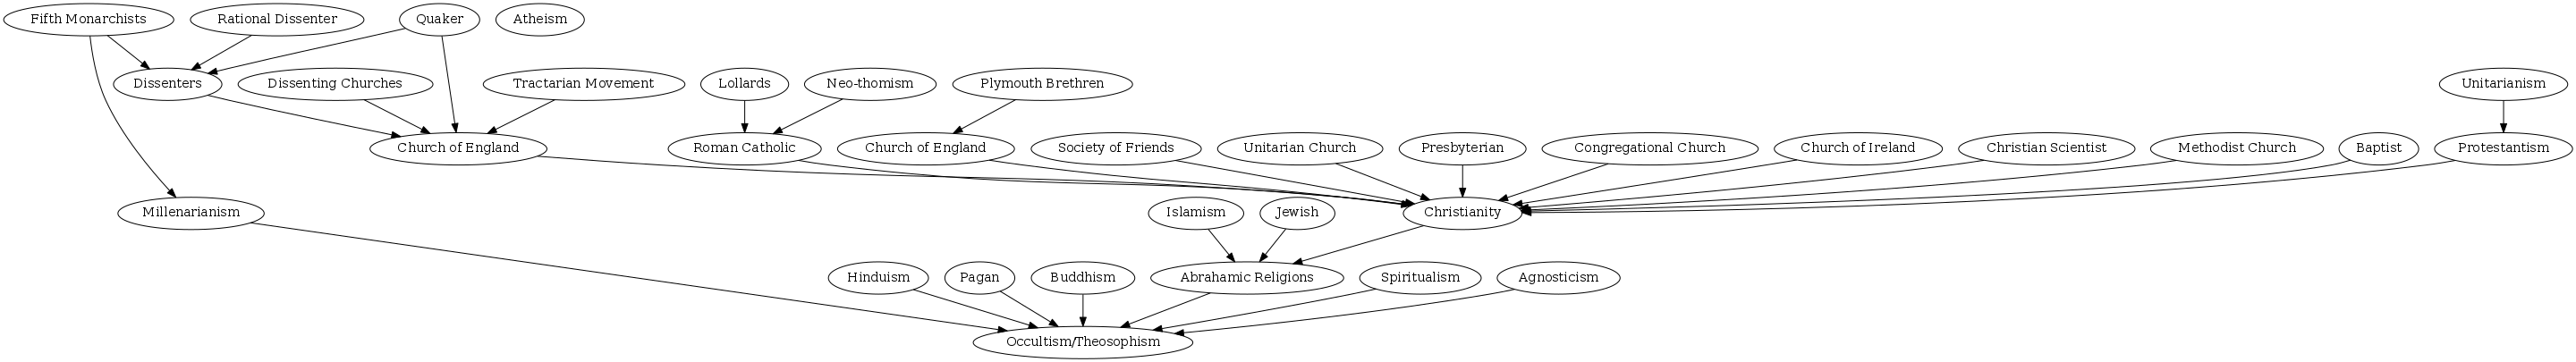 Fifth Monarchists
Rational Dissenter
Quaker
Atheism
Dissenters
Dissenting Churches
Tractarian Movement
Lollards
Neo-thomism
Plymouth Brethren
Unitarianism
Church of England
Roman Catholic
Church of England
Society of Friends
Unitarian Church
Presbyterian
Congregational Church
Church of Ireland
Christian Scientist
Methodist Church
Baptist
Protestantism
Millenarianism
Islamism
Jewish
Christianity
Hinduism
Pagan
Buddhism
Abrahamic Religions
Spiritualism
Agnosticism
Occultism/Theosophism